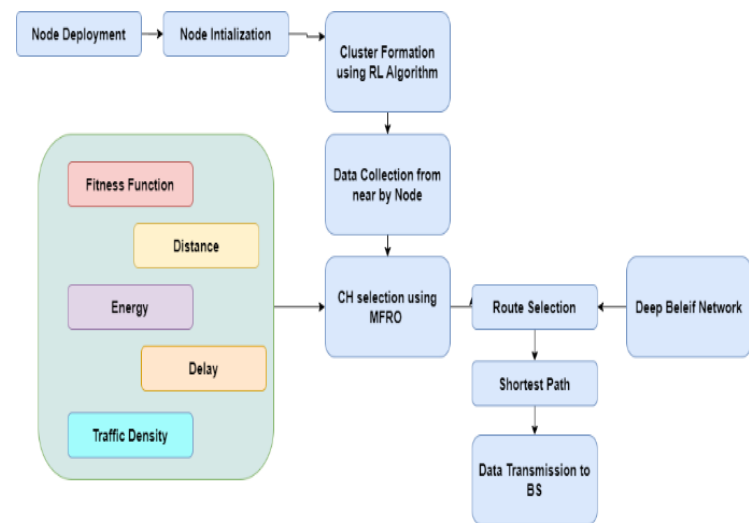 Node Deployment
Node Intialization
Cluster Formation
using RL Algorithm
Fitness Function
Distance
Energy
Delay
Traffic Density
Data Collection from
near by Node
CH selection using
MFRO
Route Selection
Deep Beleif Network
Shortest Path
Data Transmission to
BS